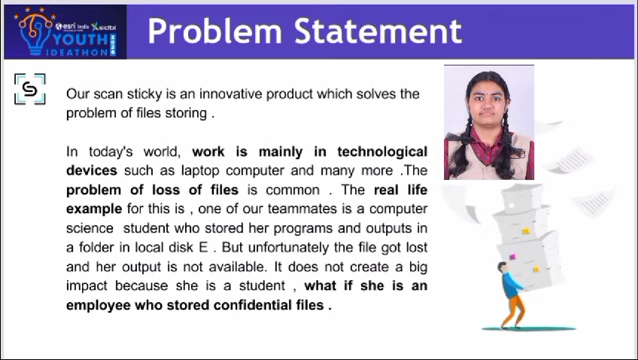 esri India
YOUTH
IDEATHON
Problem Statement
Our scan sticky is an innovative product which solves the
problem of files storing .
In today's world, work is mainly in technological
devices such as laptop computer and many more .The
problem of loss of files is common . The real life
example for this is , one of our teammates is a computer
science student who stored her programs and outputs in
a folder in local disk E . But unfortunately the file got lost
and her output is not available. It does not create a big
impact because she is a student , what if she is an
employee who stored confidential files .